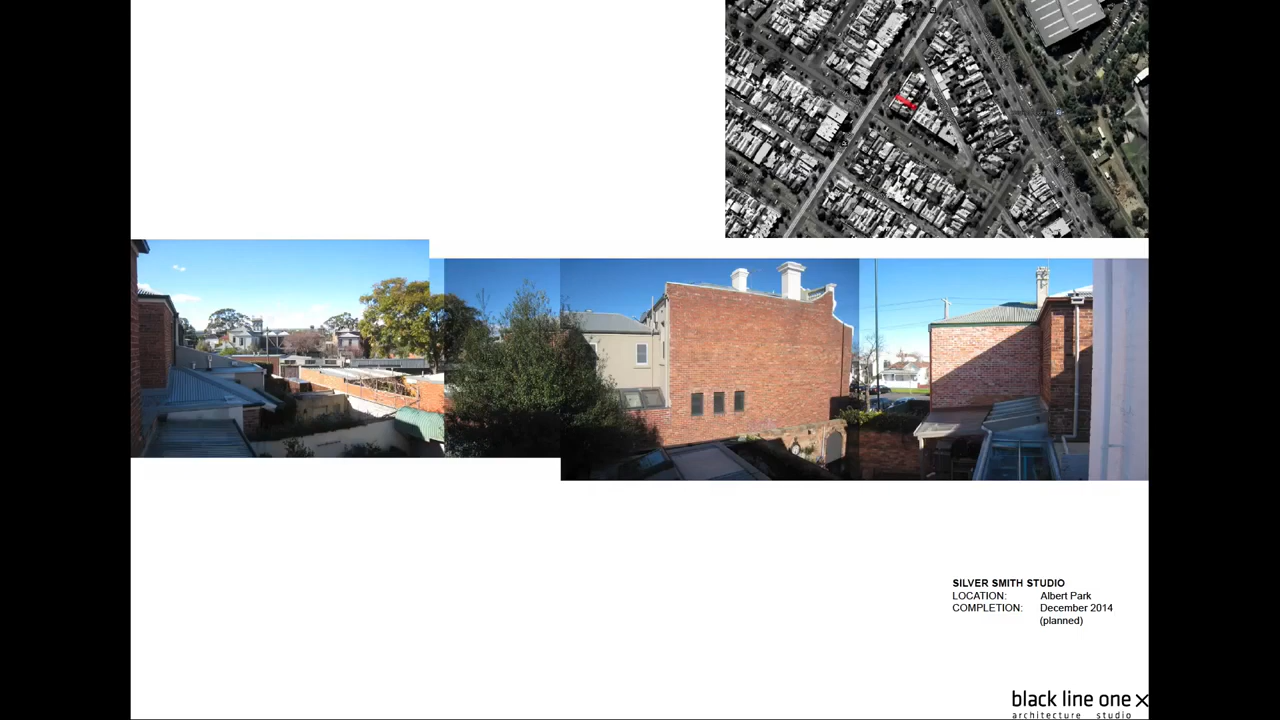 SILVER SMITH STUDIO
LOCATION: Albert Park
COMPLETION: December 2014
(planned)
black line one x
architecture studio